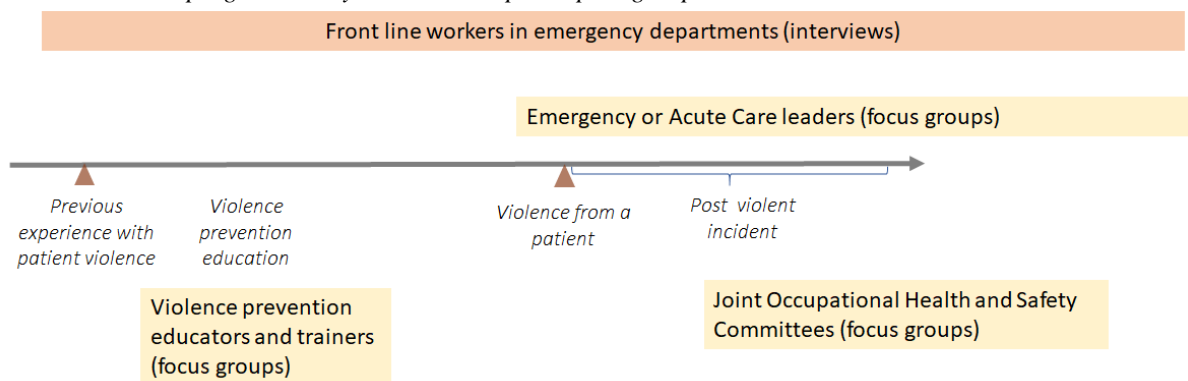 Front line workers in emergency departments (interviews)
Emergency or Acute Care leaders (focus groups)
Previous
experience with
patient violence
Violence
prevention
education
Violence from a
patient
Post violent
incident
Violence prevention
educators and trainers
(focus groups)
Joint Occupational Health and Safety
Committees (focus groups)